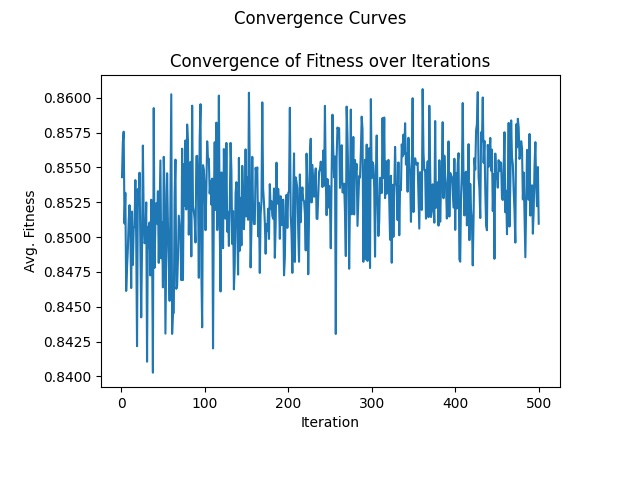 Convergence Curves
Convergence of Fitness over Iterations
0.8600
0.8575
0.8550
0.8525
0.8500
0.8475
0.8450
0.8425
0.8400
Avg. Fitness
0 100 200 300 400 500
Iteration